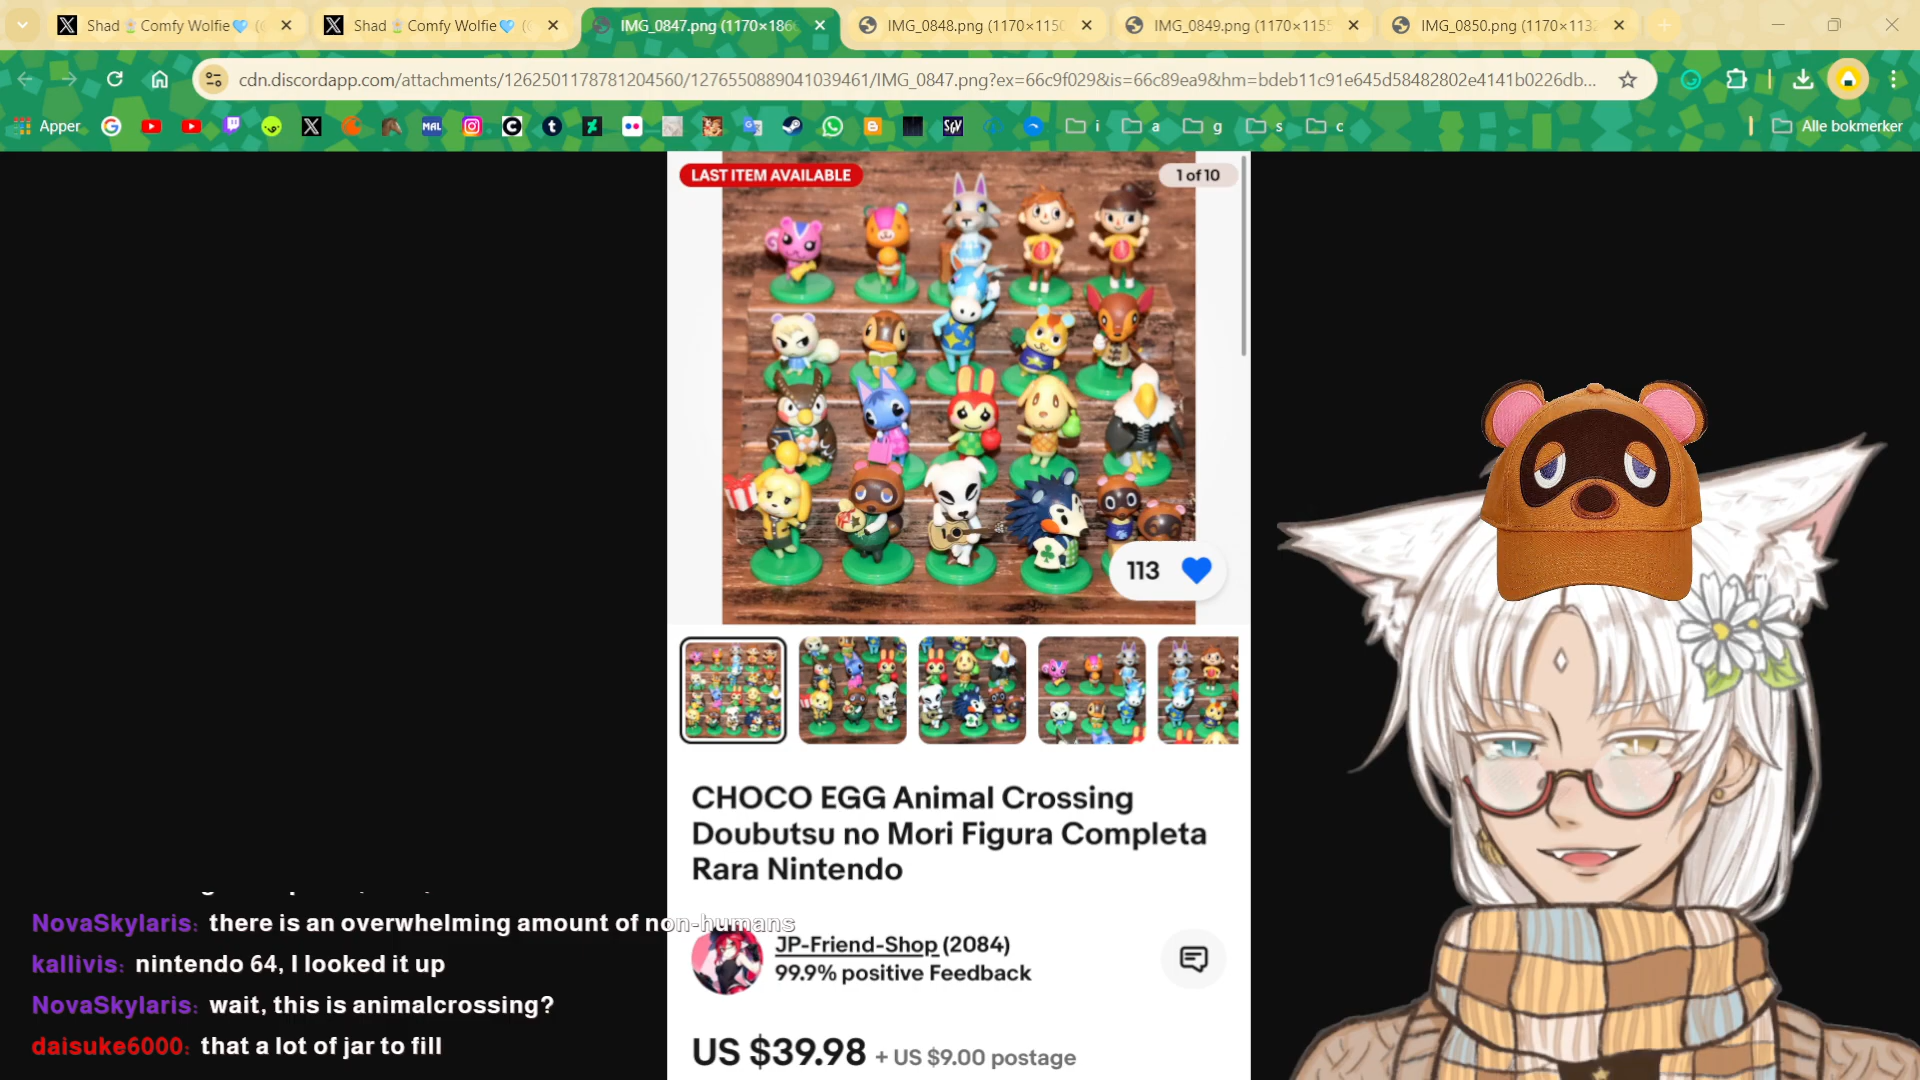 Shad Comfy Wolfie
Shad Comfy Wolfie
IMG_0847.png (1170×186
IMG_0848.png (1170×1150
IMG_0849.png (1170×1155
IMG_0850.png (1170×1132
cdn.discordapp.com/attachments/1262501178781204560/1276550889041039461/IMG_0847.png?ex=66c9f029&is=66c89ea9&hm=bdeb11c91e645d58482802e4141b0226db...
Apper
MAL
SGV
i
a
g
s
c
Alle bokmerker
LAST ITEM AVAILABLE
1 of 10
113
CHOCO EGG Animal Crossing
Doubutsu no Mori Figura Completa
Rara Nintendo
JP-Friend-Shop (2084)
99.9% positive Feedback
US $39.98 + US $9.00 postage
NovaSkylaris: there is an overwhelming amount of non-humans
kallivis: nintendo 64, I looked it up
NovaSkylaris: wait, this is animalcrossing?
daisuke6000: that a lot of jar to fill